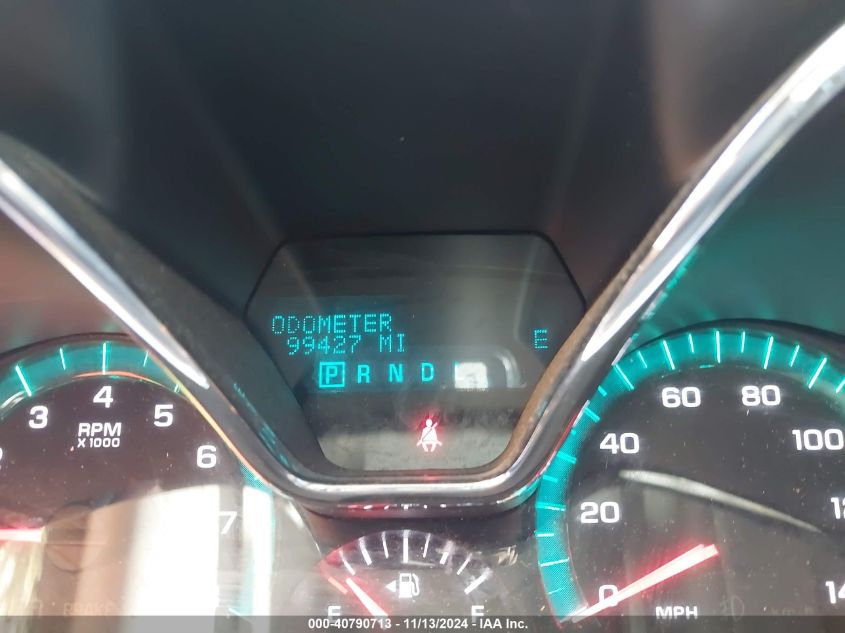 ODOMETER
99427 MI
E
P R N D
3 4 5 6 7
RPM
X1000
0 20 40 60 80 100
MPH
BRAKE
E F
000-40790713 - 11/13/2024 - IAA Inc.